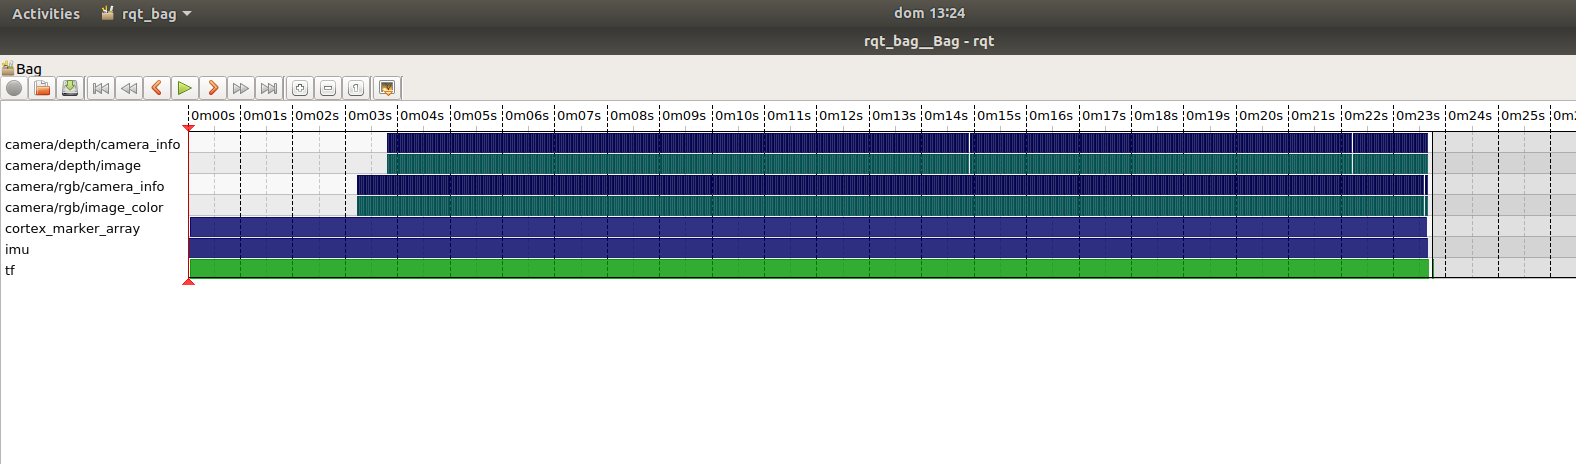 Activities rqt_bag dom 13:24
rqt_bag__Bag - rqt
Bag
0m00s 0m01s 0m02s 0m03s 0m04s 0m05s 0m06s 0m07s 0m08s 0m09s 0m10s 0m11s 0m12s 0m13s 0m14s 0m15s 0m16s 0m17s 0m18s 0m19s 0m20s 0m21s 0m22s 0m23s 0m24s 0m25s
camera/depth/camera_info
camera/depth/image
camera/rgb/camera_info
camera/rgb/image_color
cortex_marker_array
imu
tf